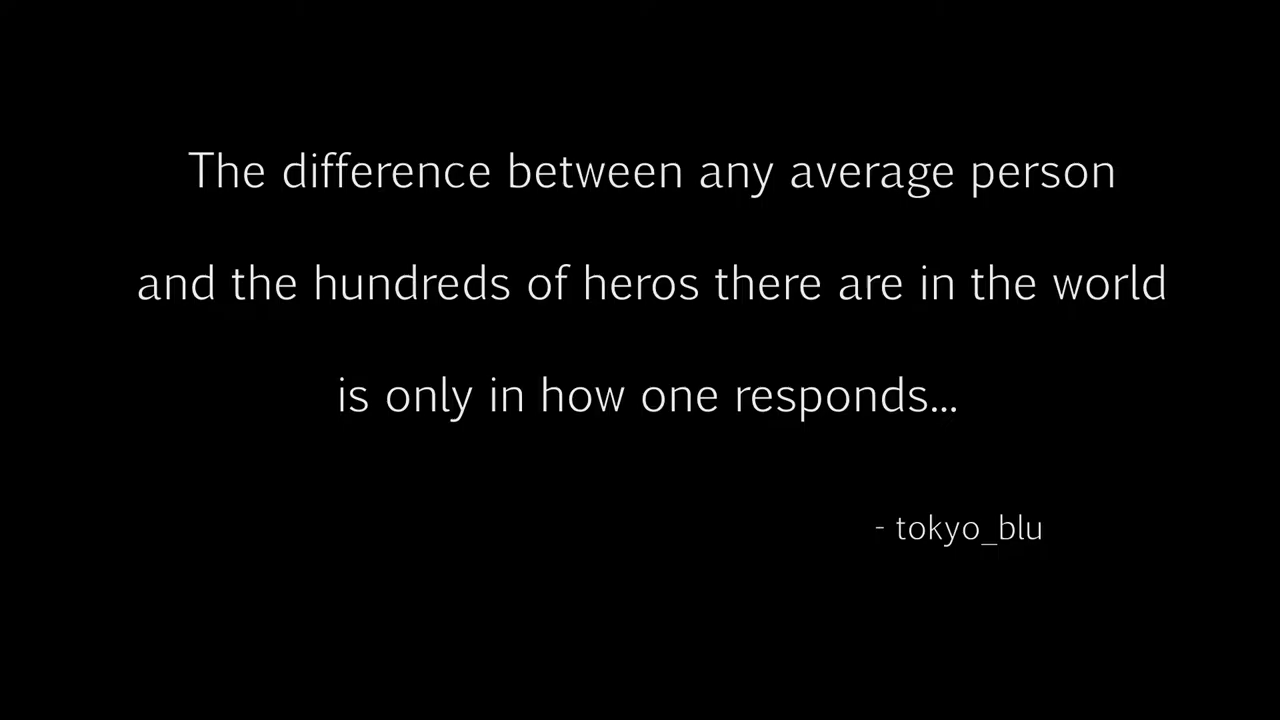 The difference between any average person
and the hundreds of heros there are in the world
is only in how one responds...
- tokyo_blu